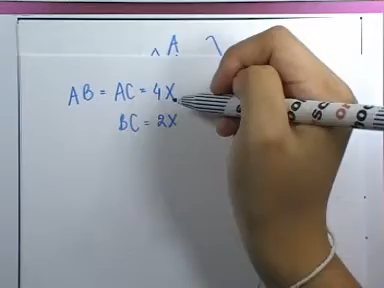 A
AB = AC = 4X
BC = 2X